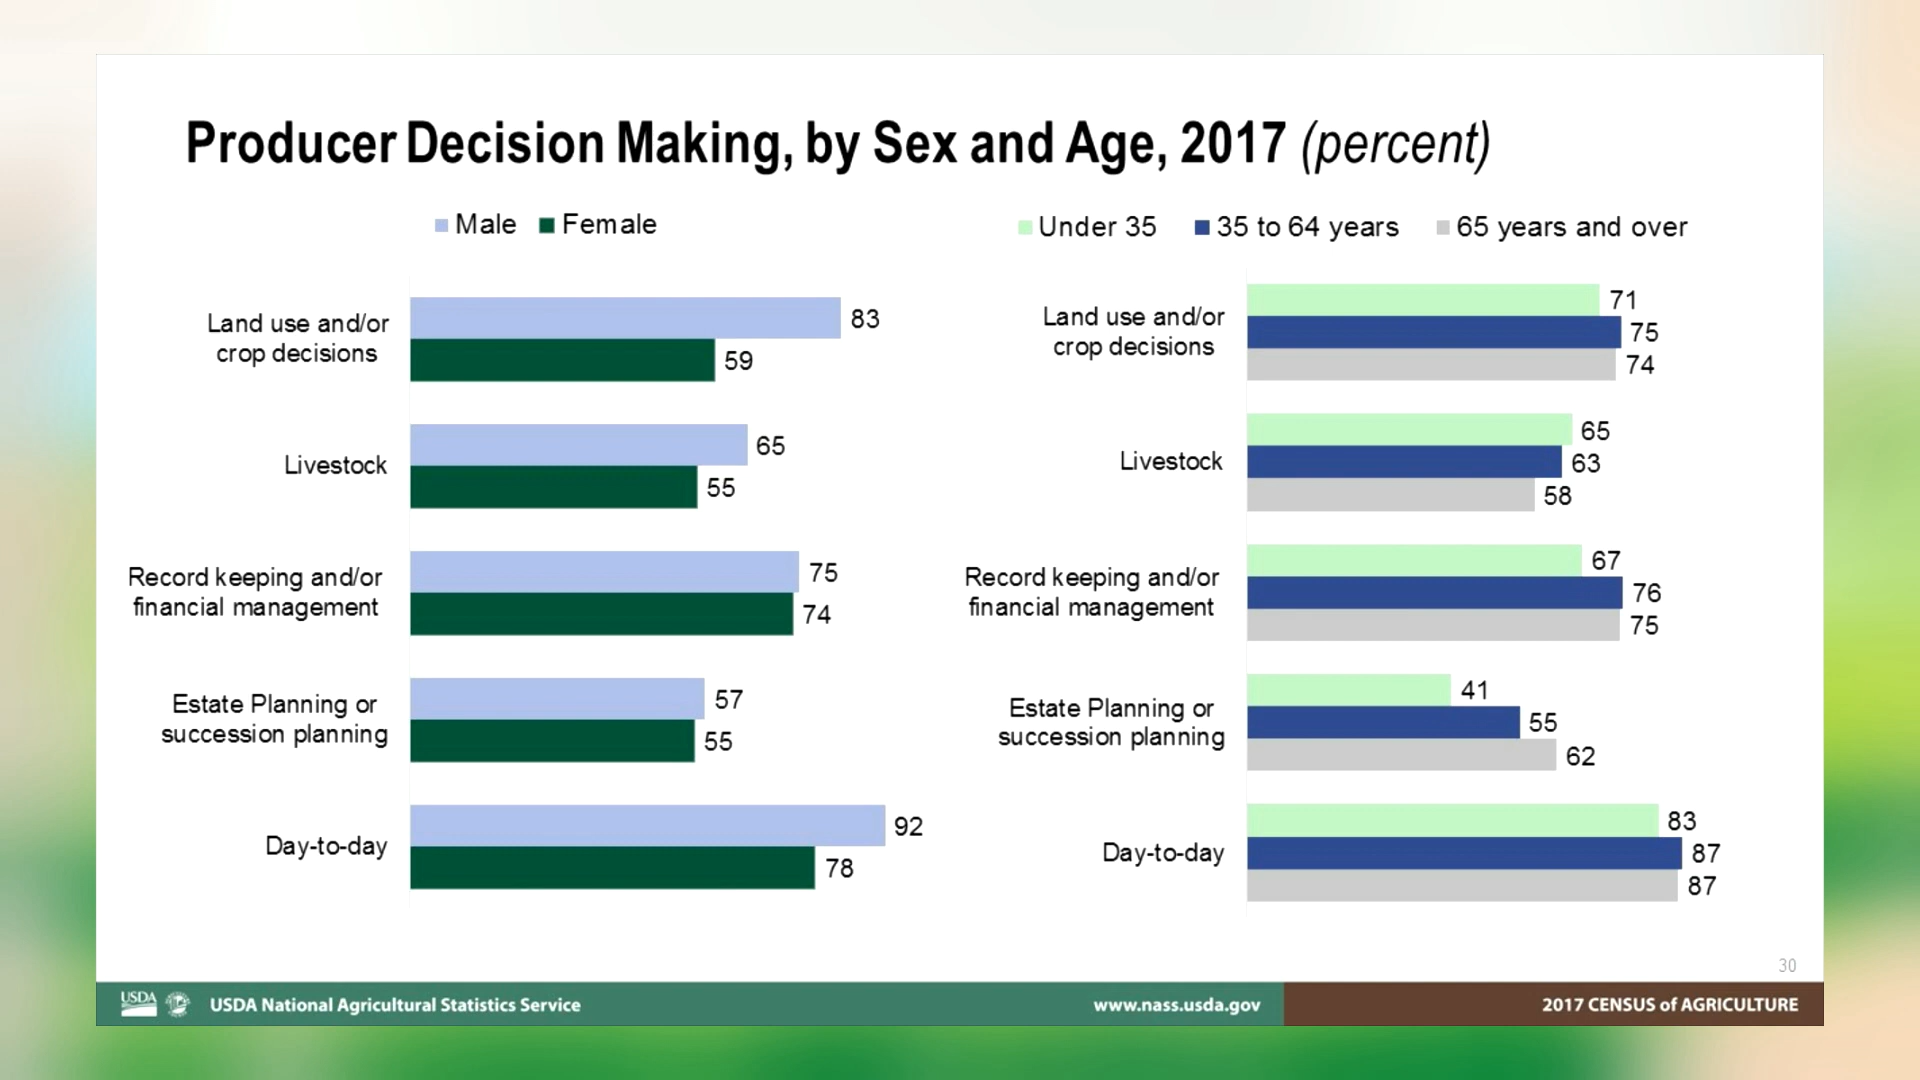 Producer Decision Making, by Sex and Age, 2017 (percent)
Male Female
Land use and/or
crop decisions
83
59
Livestock
65
55
Record keeping and/or
financial management
75
74
Estate Planning or
succession planning
57
55
Day-to-day
92
78
Under 35 35 to 64 years 65 years and over
Land use and/or
crop decisions
71
75
74
Livestock
65
63
58
Record keeping and/or
financial management
67
76
75
Estate Planning or
succession planning
41
55
62
Day-to-day
83
87
87
30
USDA
USDA National Agricultural Statistics Service
www.nass.usda.gov
2017 CENSUS of AGRICULTURE